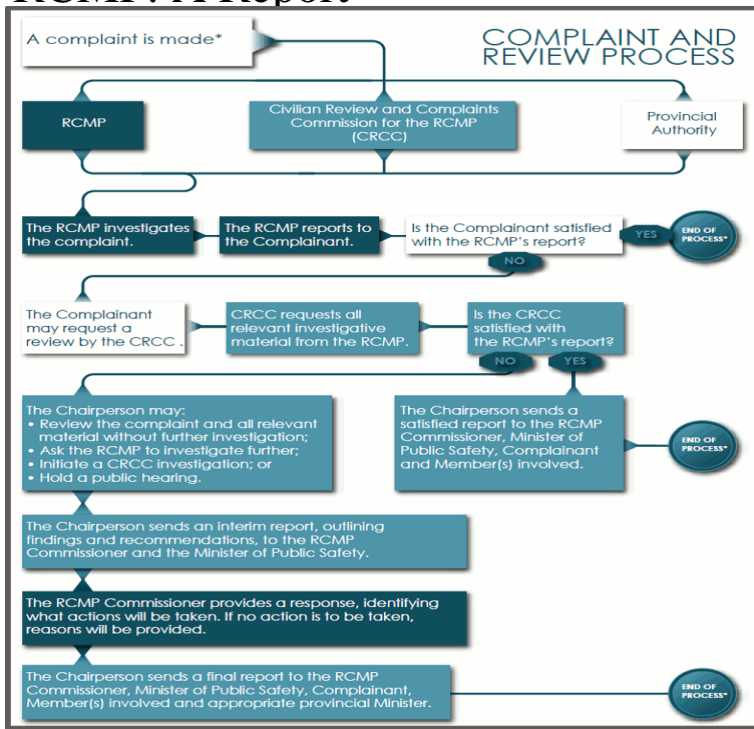 RCMP: A Report
A complaint is made*
COMPLAINT AND
REVIEW PROCESS
RCMP
Civilian Review and Complaints
Commission for the RCMP
(CRCC)
Provincial
Authority
The RCMP investigates
the complaint.
The RCMP reports to
the Complainant.
Is the Complainant satisfied
with the RCMP's report?
YES
END OF
PROCESS*
NO
The Complainant
may request a
review by the CRCC .
CRCC requests all
relevant investigative
material from the RCMP.
Is the CRCC
satisfied with
the RCMP's report?
NO
YES
The Chairperson may:
• Review the complaint and all relevant
material without further investigation;
• Ask the RCMP to investigate further;
• Initiate a CRCC investigation; or
• Hold a public hearing.
The Chairperson sends a
satisfied report to the RCMP
Commissioner, Minister of
Public Safety, Complainant
and Member(s) involved.
END OF
PROCESS*
The Chairperson sends an interim report, outlining
findings and recommendations, to the RCMP
Commissioner and the Minister of Public Safety.
The RCMP Commissioner provides a response, identifying
what actions will be taken. If no action is to be taken,
reasons will be provided.
The Chairperson sends a final report to the RCMP
Commissioner, Minister of Public Safety, Complainant,
Member(s) involved and appropriate provincial Minister.
END OF
PROCESS*